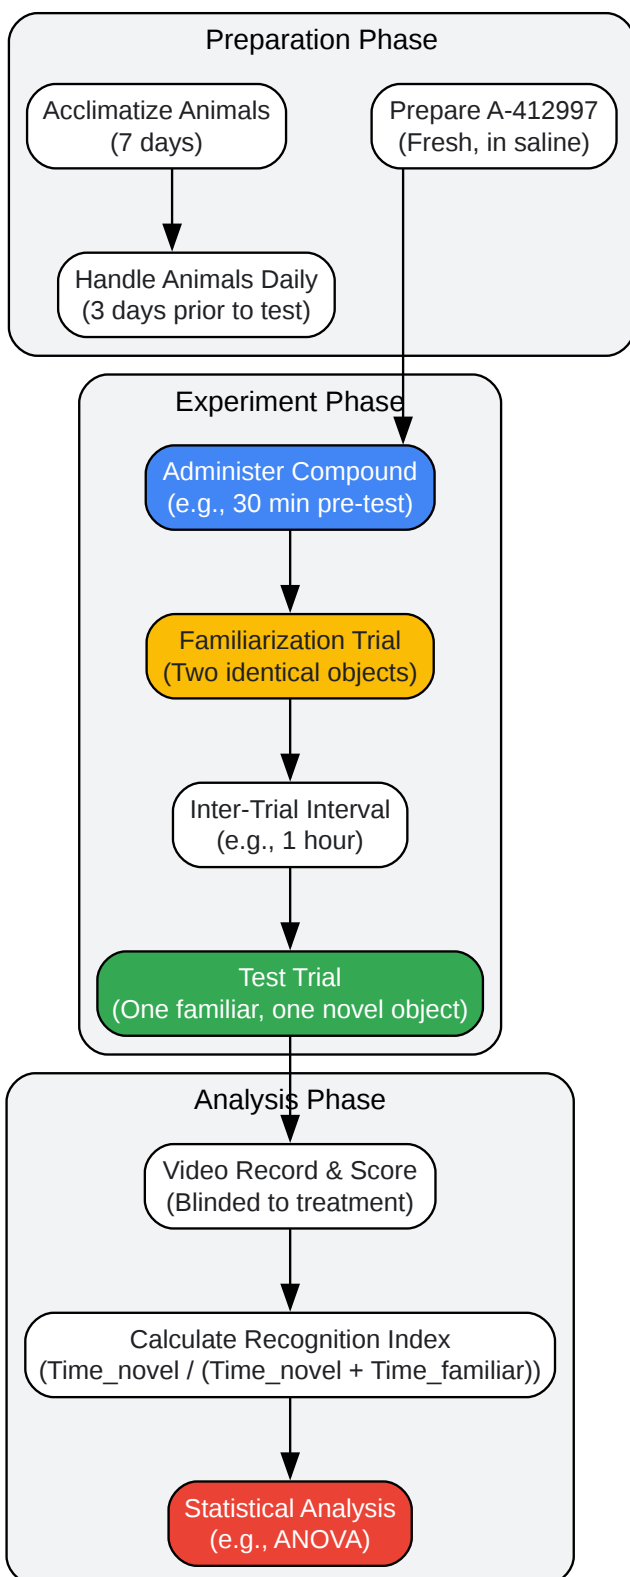 Preparation Phase
Acclimatize Animals
(7 days)
Prepare A-412997
(Fresh, in saline)
Handle Animals Daily
(3 days prior to test)
Experiment Phase
Administer Compound
(e.g., 30 min pre-test)
Familiarization Trial
(Two identical objects)
Inter-Trial Interval
(e.g., 1 hour)
Test Trial
(One familiar, one novel object)
Analysis Phase
Video Record & Score
(Blinded to treatment)
Calculate Recognition Index
(Time_novel / (Time_novel + Time_familiar))
Statistical Analysis
(e.g., ANOVA)